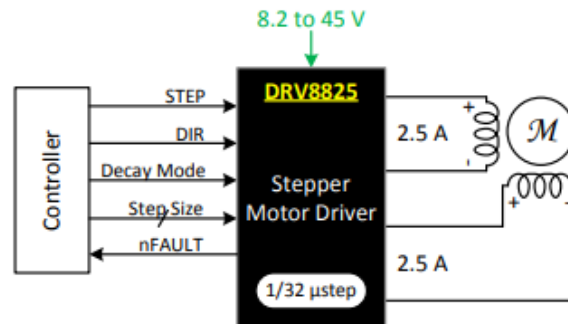 8.2 to 45 V
Controller
STEP
DIR
Decay Mode
Step Size
nFAULT
DRV8825
Stepper
Motor Driver
1/32 µstep
+
2.5 A
-
M
+
-
2.5 A